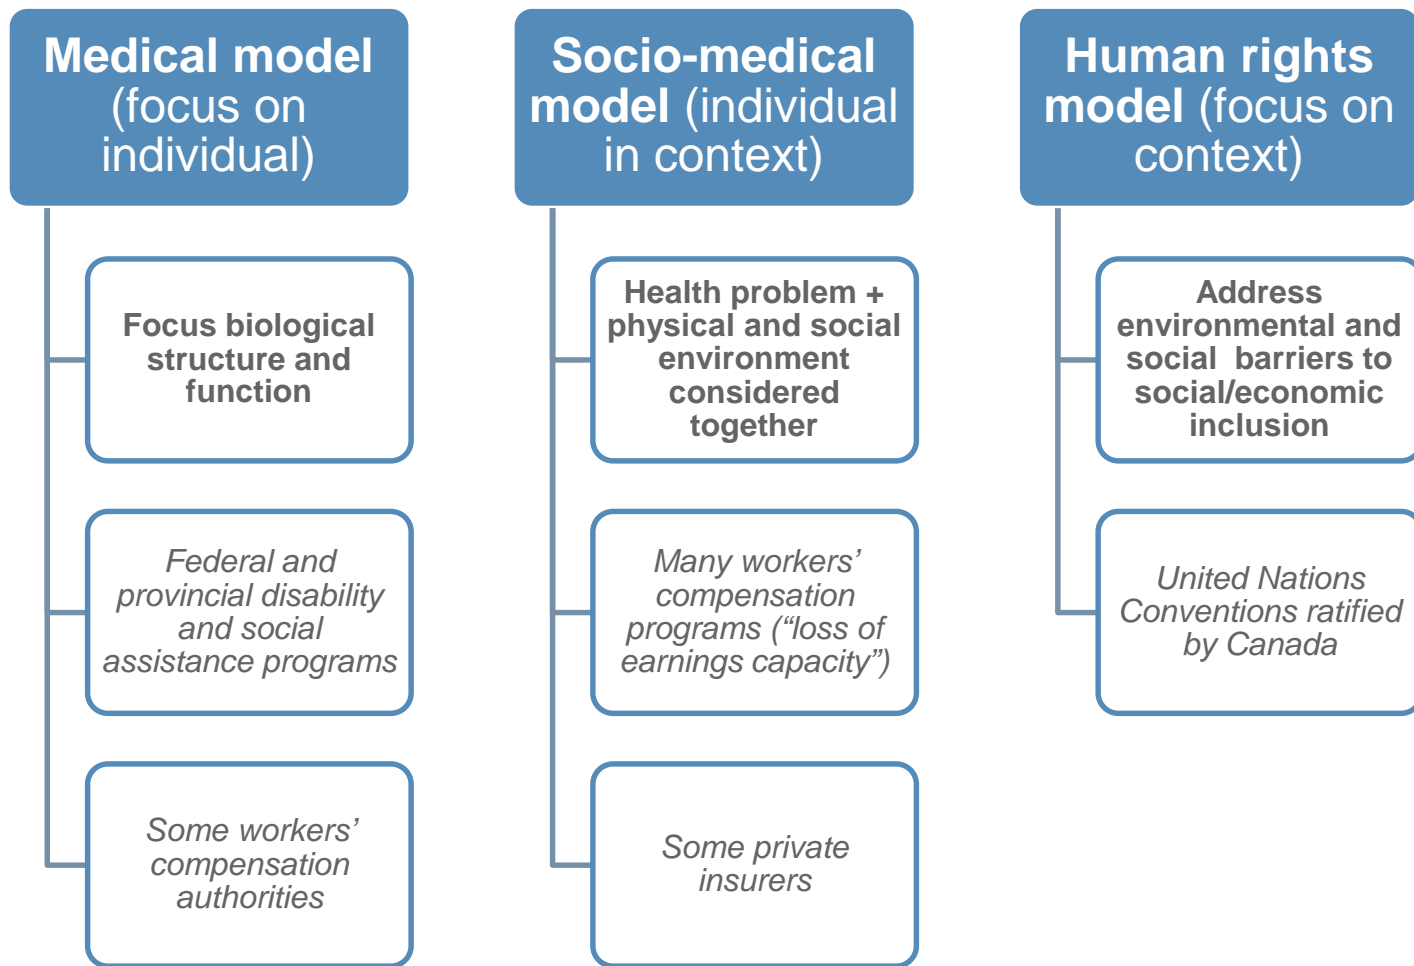 Medical model
(focus on
individual)
Focus biological
structure and
function
Federal and
provincial disability
and social
assistance programs
Some workers’
compensation
authorities
Socio-medical
model (individual
in context)
Health problem +
physical and social
environment
considered
together
Many workers’
compensation
programs (“loss of
earnings capacity”)
Some private
insurers
Human rights
model (focus on
context)
Address
environmental and
social barriers to
social/economic
inclusion
United Nations
Conventions ratified
by Canada